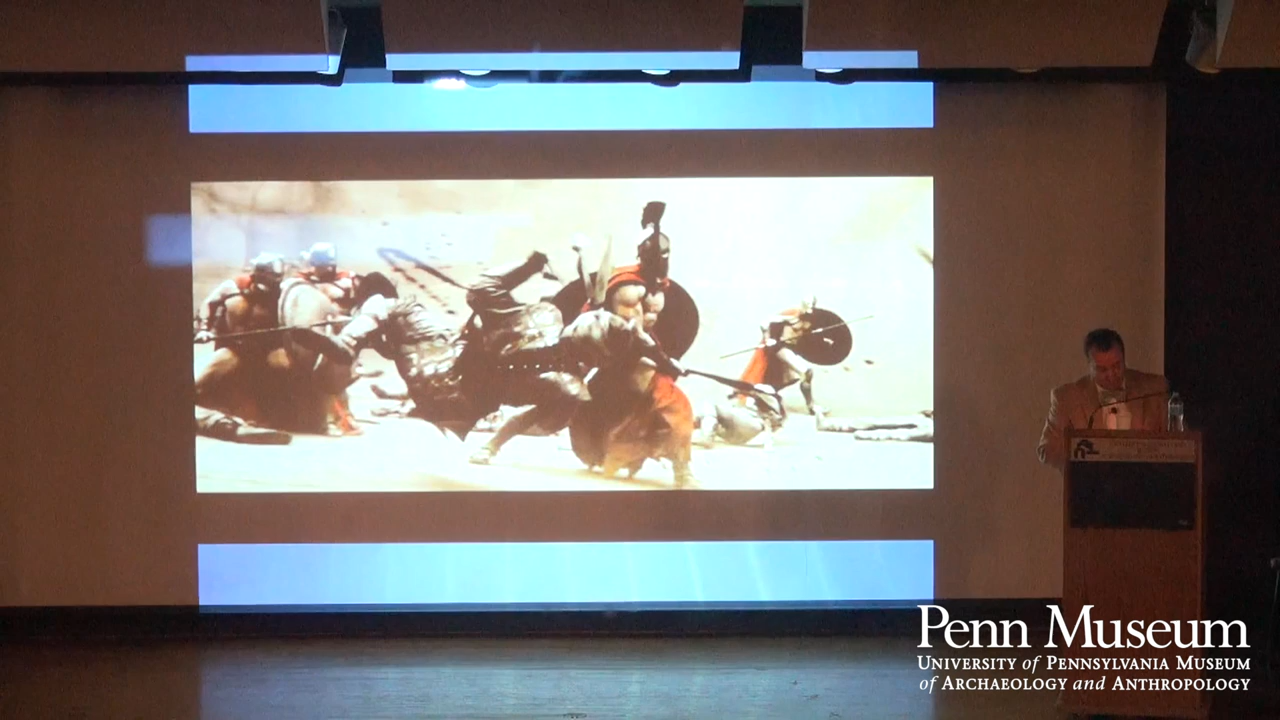 Penn Museum
UNIVERSITY of PENNSYLVANIA MUSEUM
of ARCHAEOLOGY and ANTHROPOLOGY